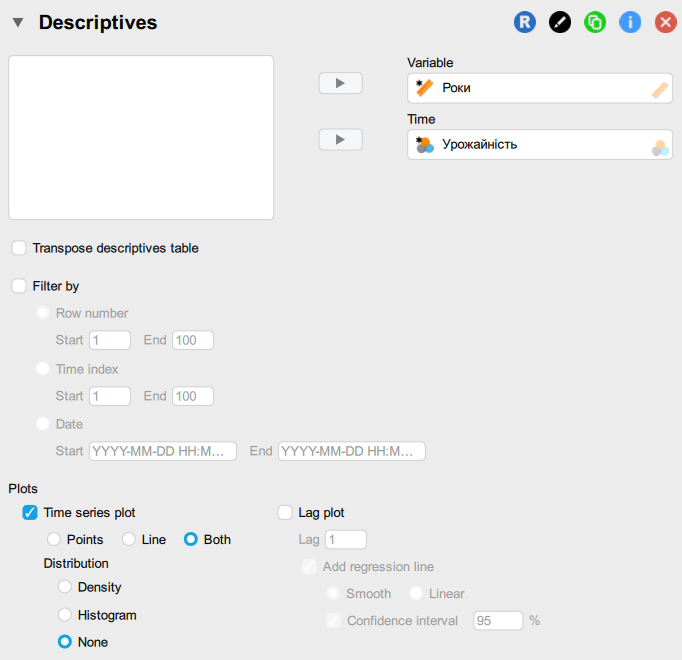 Descriptives
R
i
Variable
Роки
Time
Урожайність
Transpose descriptives table
Filter by
Row number
Start 1 End 100
Time index
Start 1 End 100
Date
Start YYYY-MM-DD HH:M... End YYYY-MM-DD HH:M...
Plots
Time series plot
Points Line Both
Distribution
Density
Histogram
None
Lag plot
Lag 1
Add regression line
Smooth Linear
Confidence interval 95 %